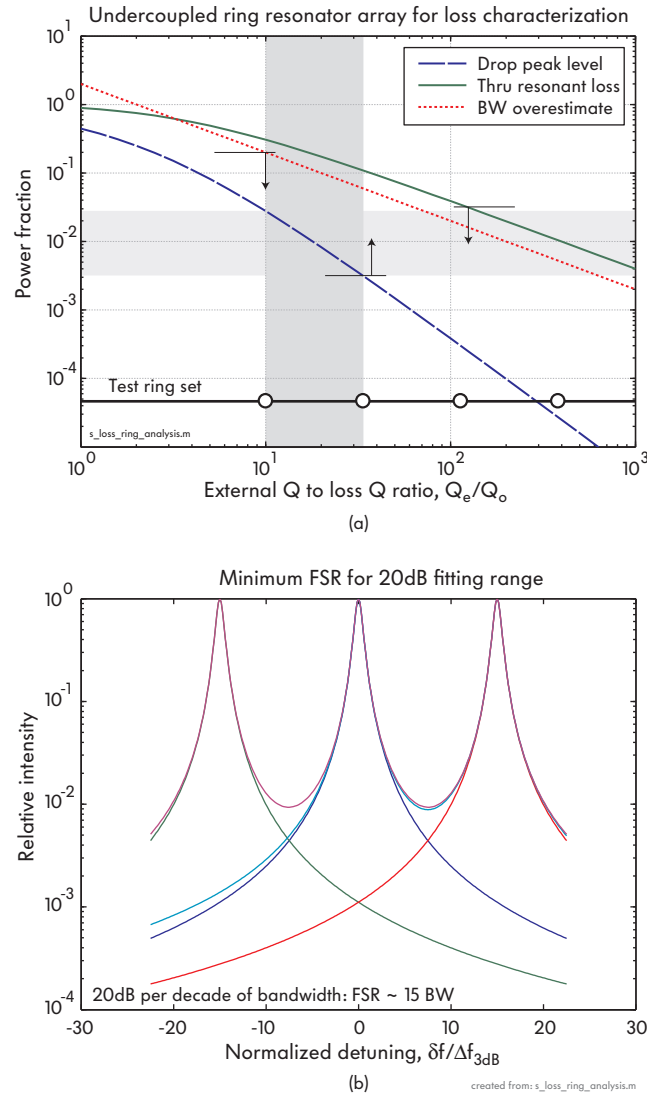 Undercoupled ring resonator array for loss characterization
10^1
10^0
10^-1
10^-2
10^-3
10^-4
Power fraction
Drop peak level
Thru resonant loss
BW overestimate
Test ring set
s_loss_ring_analysis.m
10^0 10^1 10^2 10^3
External Q to loss Q ratio, Q_e/Q_o
(a)
Minimum FSR for 20dB fitting range
10^0
10^-1
10^-2
10^-3
10^-4
Relative intensity
20dB per decade of bandwidth: FSR ~ 15 BW
-30 -20 -10 0 10 20 30
Normalized detuning, δf/Δf_3dB
(b)
created from: s_loss_ring_analysis.m